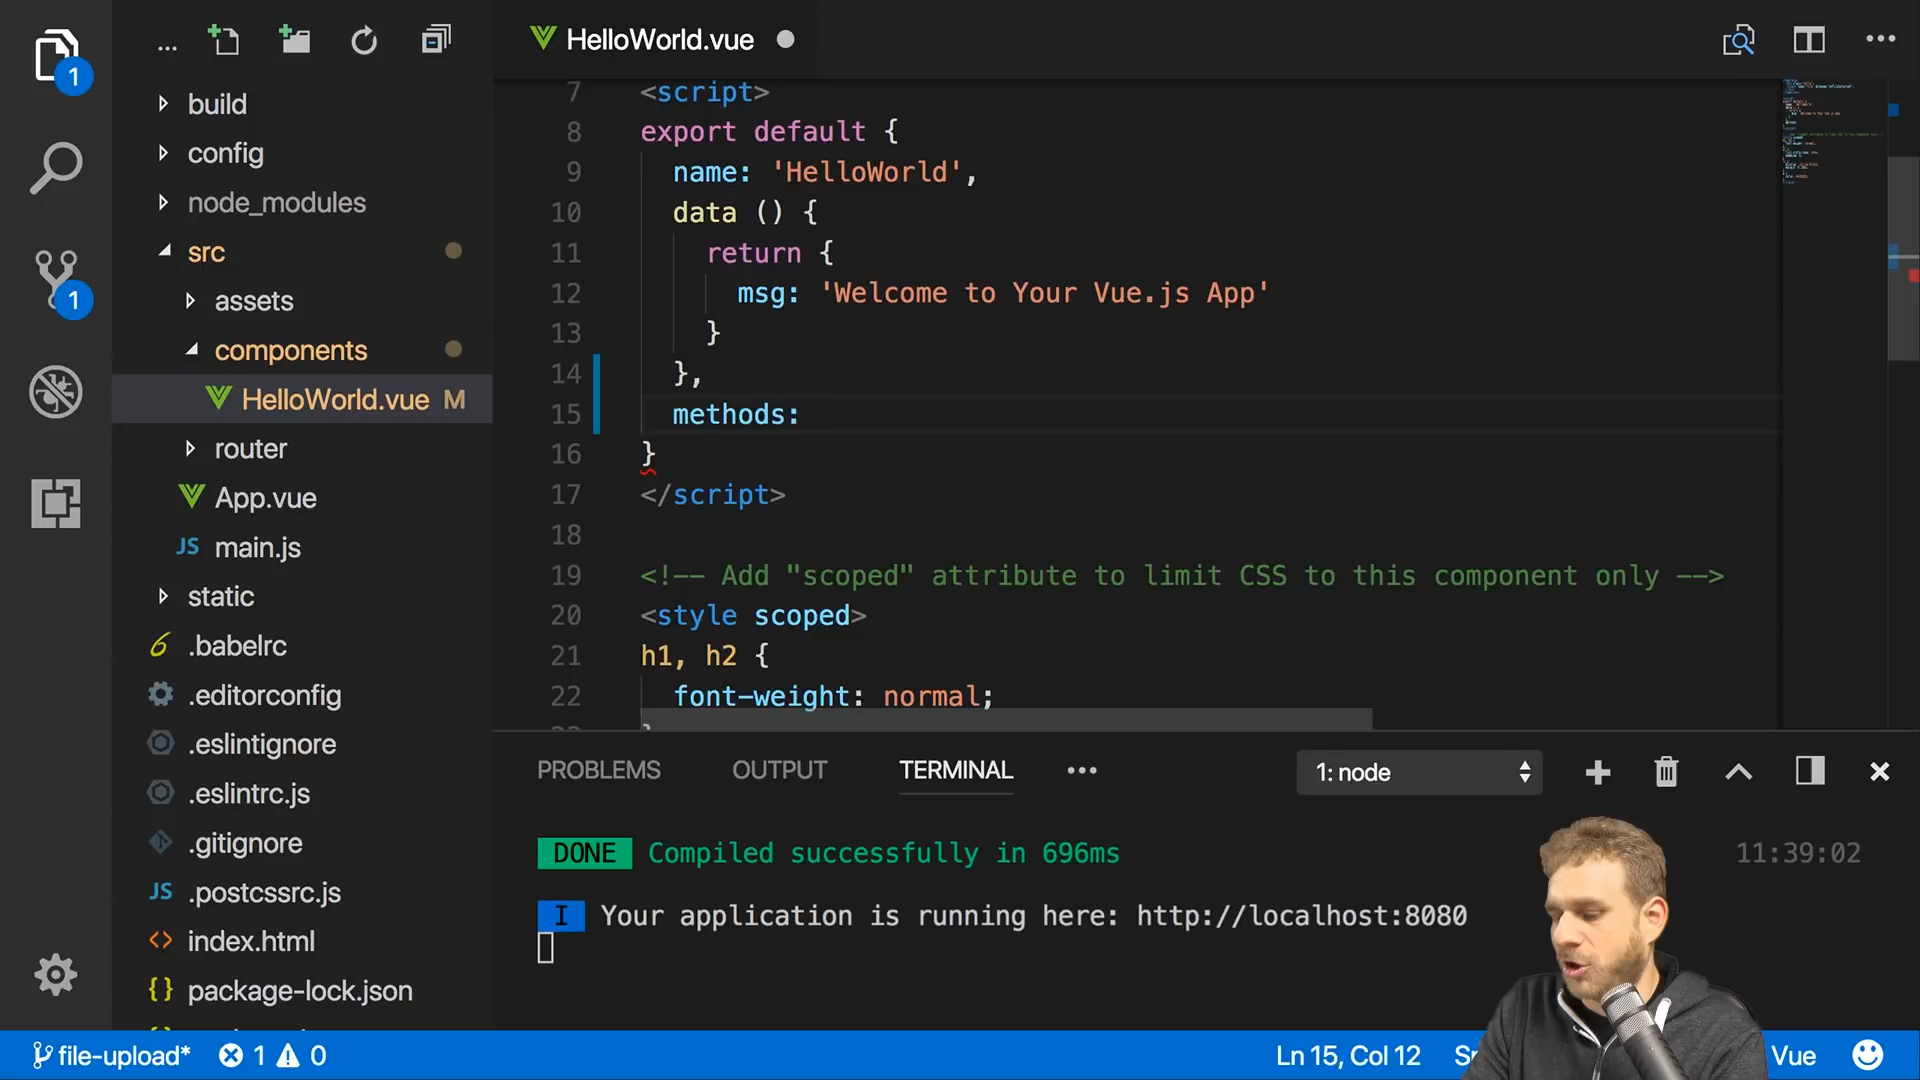 1
...
HelloWorld.vue
build
config
node_modules
src
assets
components
HelloWorld.vue M
router
App.vue
JS main.js
static
.babelrc
.editorconfig
.eslintignore
.eslintrc.js
.gitignore
JS .postcssrc.js
index.html
package-lock.json
1
7 <script>
8 export default {
9 name: 'HelloWorld',
10 data () {
11 return {
12 msg: 'Welcome to Your Vue.js App'
13 }
14 },
15 methods:
16 }
17 </script>
18
19 <!-- Add "scoped" attribute to limit CSS to this component only -->
20 <style scoped>
21 h1, h2 {
22 font-weight: normal;
PROBLEMS OUTPUT TERMINAL ... 1: node
DONE Compiled successfully in 696ms 11:39:02
I Your application is running here: http://localhost:8080
file-upload* 1 0 Ln 15, Col 12 Vue